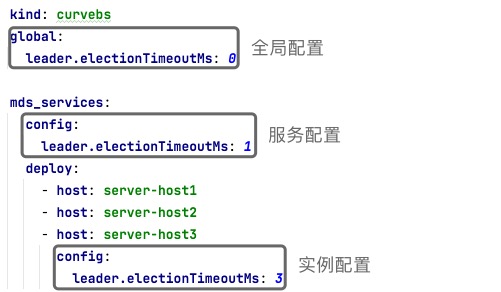 kind: curvebs
global:
全局配置
leader.electionTimeoutMs: 0
mds_services:
config:
服务配置
leader.electionTimeoutMs: 1
deploy:
- host: server-host1
- host: server-host2
- host: server-host3
config:
实例配置
leader.electionTimeoutMs: 3